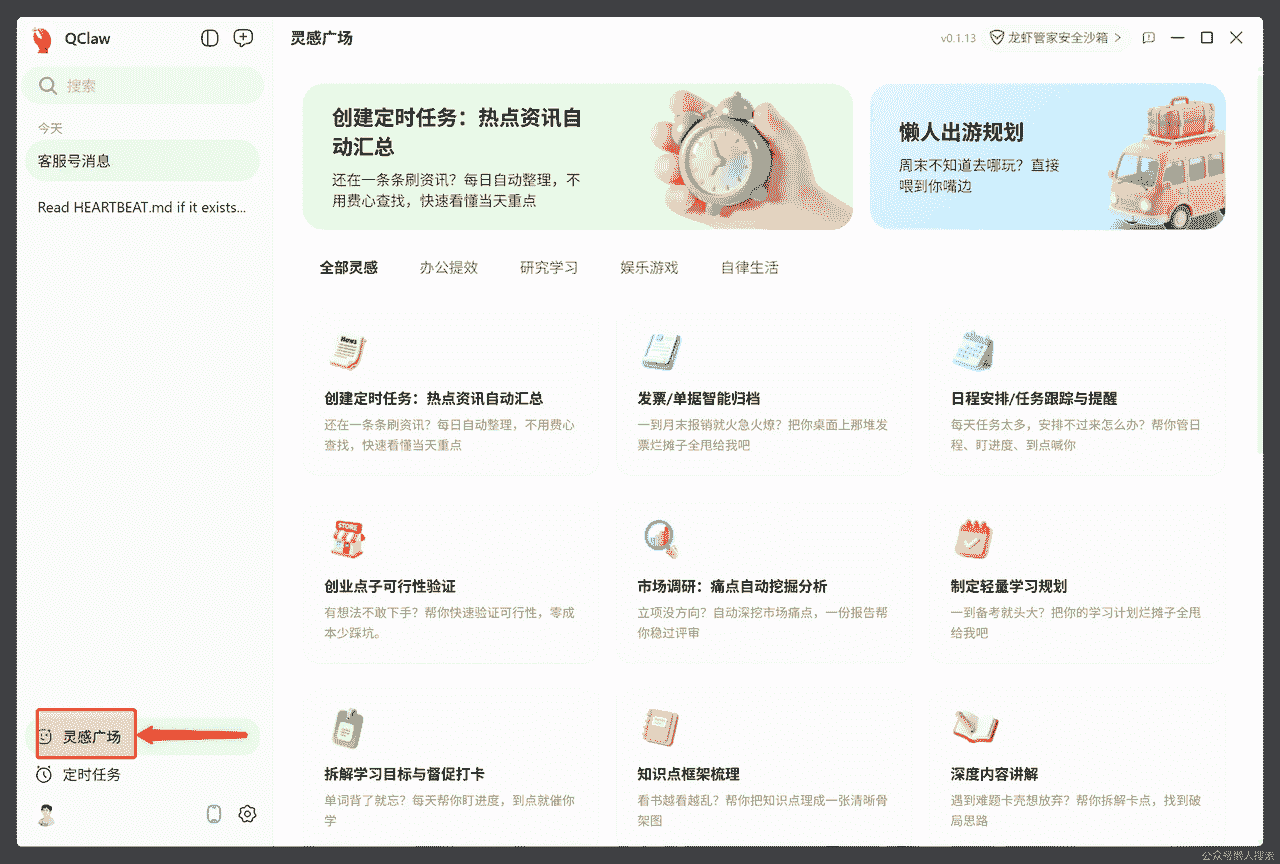 QClaw
灵感广场
v0.1.13
龙虾管家安全沙箱
搜索
今天
客服号消息
Read HEARTBEAT.md if it exists...
创建定时任务：热点资讯自
动汇总
还在一条条刷资讯？每日自动整理，不
用费心查找，快速看懂当天重点
懒人出游规划
周末不知道去哪玩？直接
喂到你嘴边
全部灵感 办公提效 研究学习 娱乐游戏 自律生活
News
创建定时任务：热点资讯自动汇总
还在一条条刷资讯？每日自动整理，不用费心
查找，快速看懂当天重点
发票/单据智能归档
一到月末报销就火急火燎？把你桌面上那堆发
票烂摊子全甩给我吧
日程安排/任务跟踪与提醒
每天任务太多，安排不过来怎么办？帮你管日
程、盯进度、到点喊你
STORE
创业点子可行性验证
有想法不敢下手？帮你快速验证可行性，零成
本少踩坑。
市场调研：痛点自动挖掘分析
立项没方向？自动深挖市场痛点，一份报告帮
你稳过评审
制定轻量学习规划
一到备考就头大？把你的学习计划烂摊子全甩
给我吧
拆解学习目标与督促打卡
单词背了就忘？每天帮你盯进度，到点就催你
学
知识点框架梳理
看书越看越乱？帮你把知识点理成一张清晰骨
架图
深度内容讲解
遇到难题卡壳想放弃？帮你拆解卡点，找到破
局思路
灵感广场
定时任务
公众号懒人搜索